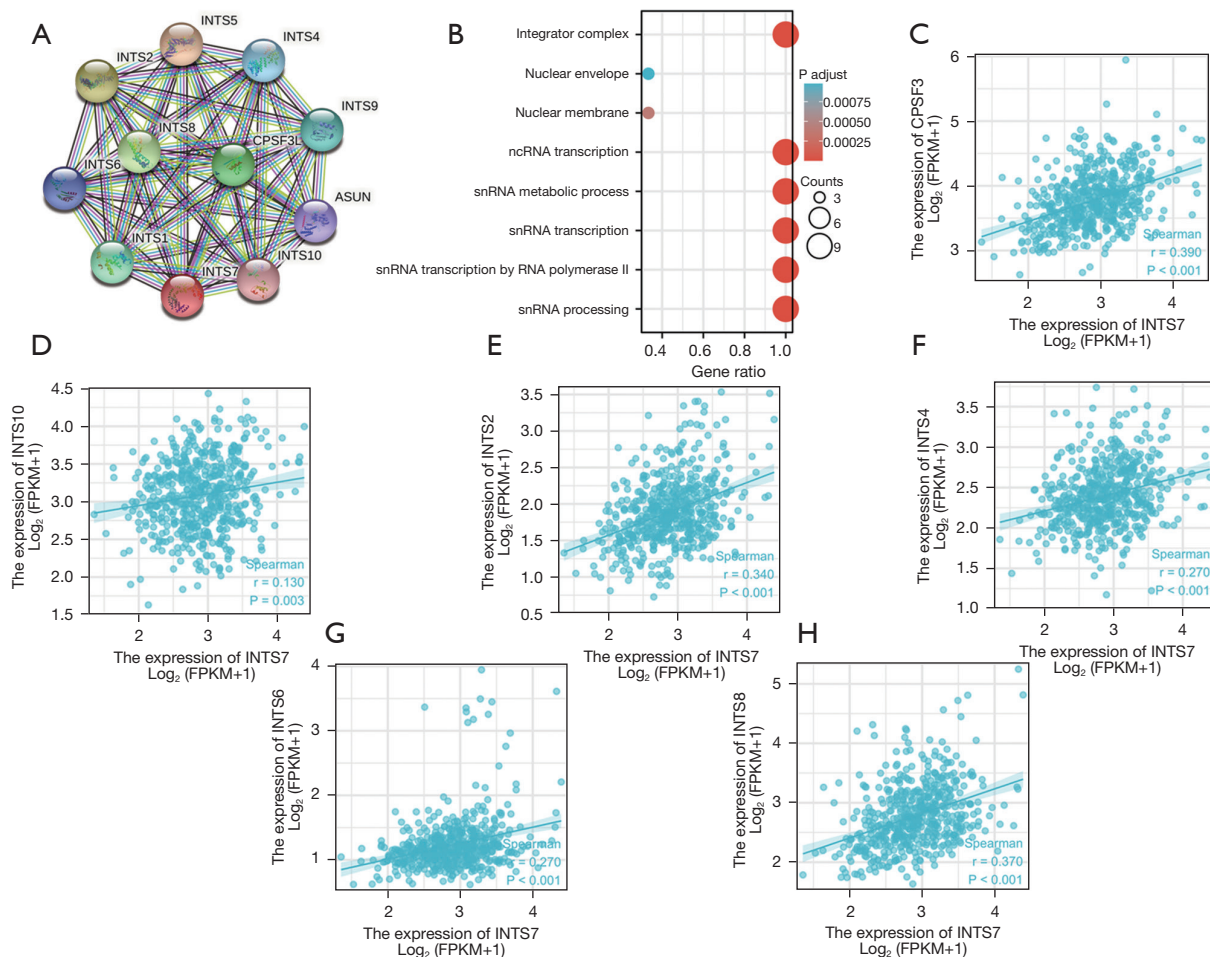 A
INTS5
INTS2
INTS4
INTS9
INTS8
CPSF3L
INTS6
ASUN
INTS1
INTS10
INTS7
B
Integrator complex
Nuclear envelope
Nuclear membrane
ncRNA transcription
snRNA metabolic process
snRNA transcription
snRNA transcription by RNA polymerase II
snRNA processing
0.4 0.6 0.8 1.0
Gene ratio
P adjust
0.00075
0.00050
0.00025
Counts
3
6
9
C
The expression of CPSF3
Log₂ (FPKM+1)
6
5
4
3
Spearman
r = 0.390
P < 0.001
2 3 4
The expression of INTS7
Log₂ (FPKM+1)
D
The expression of INTS10
Log₂ (FPKM+1)
4.5
4.0
3.5
3.0
2.5
2.0
1.5
Spearman
r = 0.130
P = 0.003
2 3 4
The expression of INTS7
Log₂ (FPKM+1)
E
The expression of INTS2
Log₂ (FPKM+1)
3.5
3.0
2.5
2.0
1.5
1.0
0.5
Spearman
r = 0.340
P < 0.001
2 3 4
The expression of INTS7
Log₂ (FPKM+1)
F
The expression of INTS4
Log₂ (FPKM+1)
3.5
3.0
2.5
2.0
1.5
1.0
Spearman
r = 0.270
P < 0.001
2 3 4
The expression of INTS7
Log₂ (FPKM+1)
G
The expression of INTS6
Log₂ (FPKM+1)
4
3
2
1
Spearman
r = 0.270
P < 0.001
2 3 4
The expression of INTS7
Log₂ (FPKM+1)
H
The expression of INTS8
Log₂ (FPKM+1)
5
4
3
2
Spearman
r = 0.370
P < 0.001
2 3 4
The expression of INTS7
Log₂ (FPKM+1)